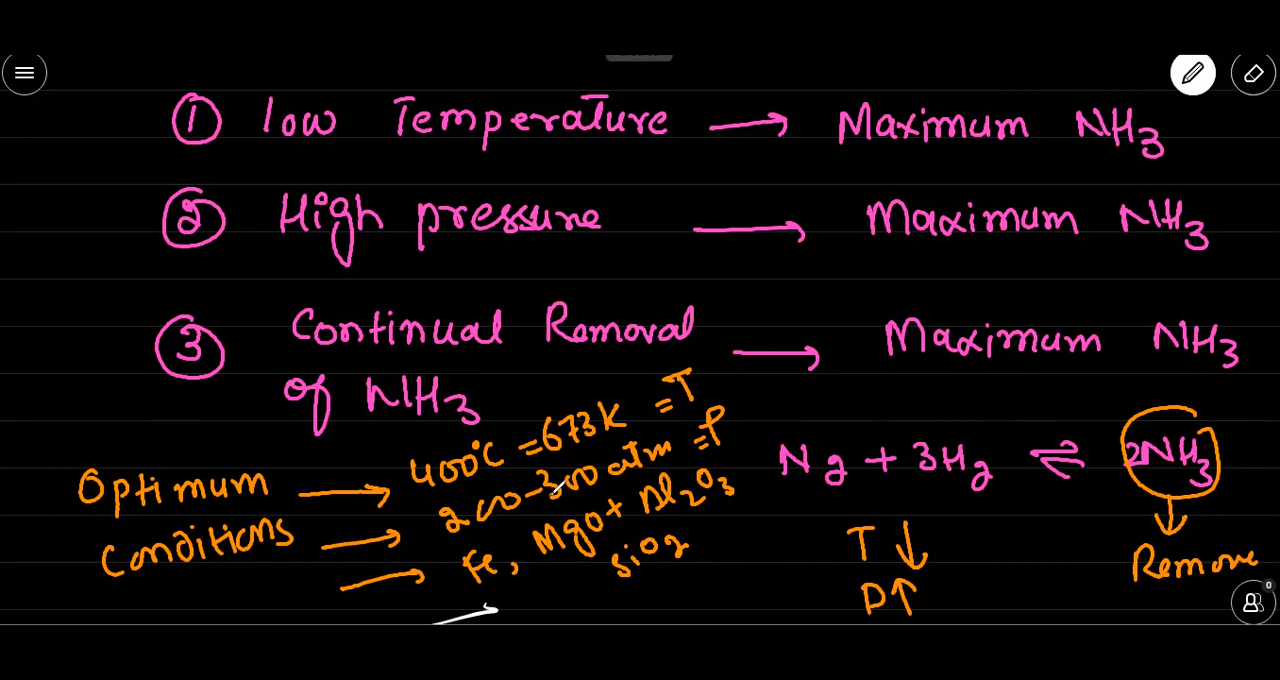 ① low Temperature → Maximum NH3
② High pressure → Maximum NH3
③ Continual Removal → Maximum NH3
of NH3
Optimum → 400°C = 673K = T
Conditions → 200-300 atm = P
→ Fe, MgO + Al2O3
SiO2
N2 + 3H2 ⇌ 2NH3
↓
T ↓
Remove
P ↑
0